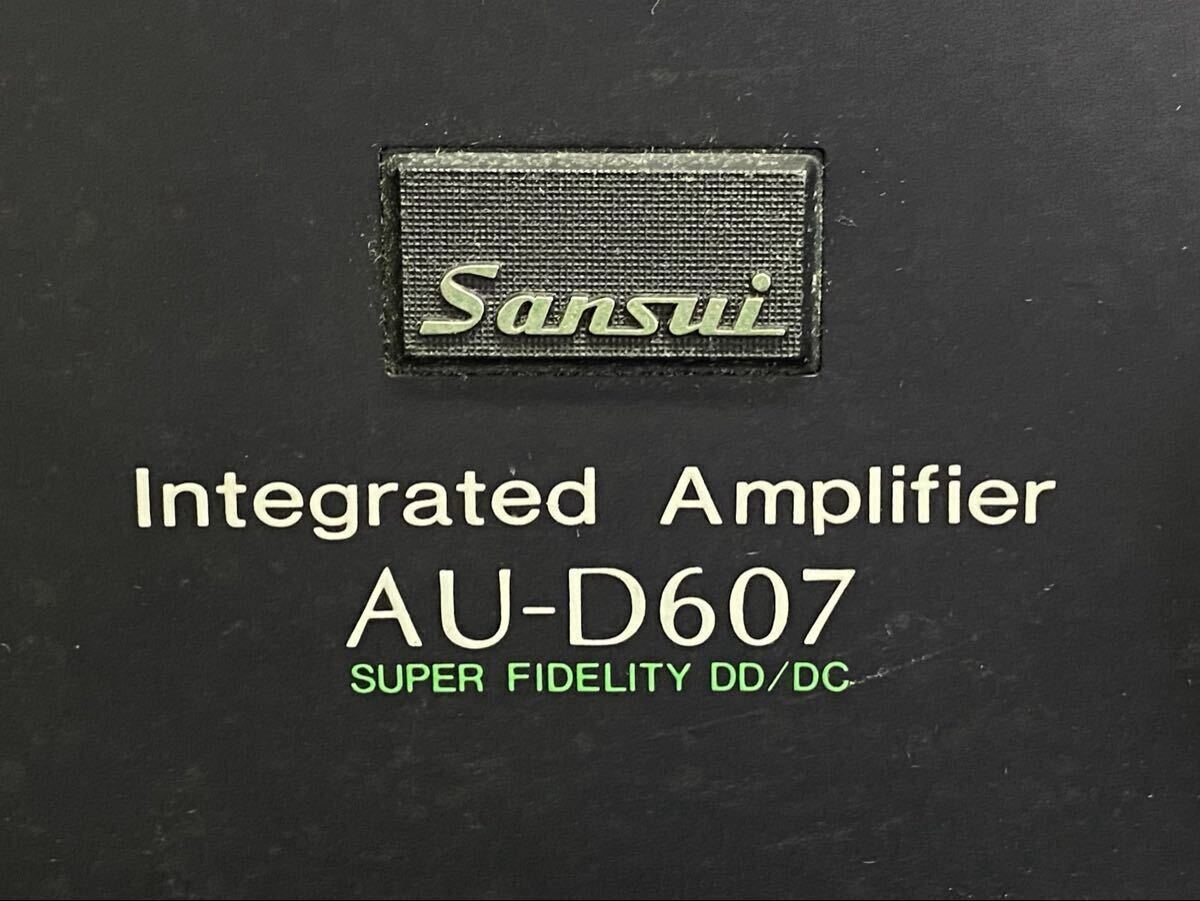 Sansui
Integrated Amplifier
AU-D607
SUPER FIDELITY DD/DC